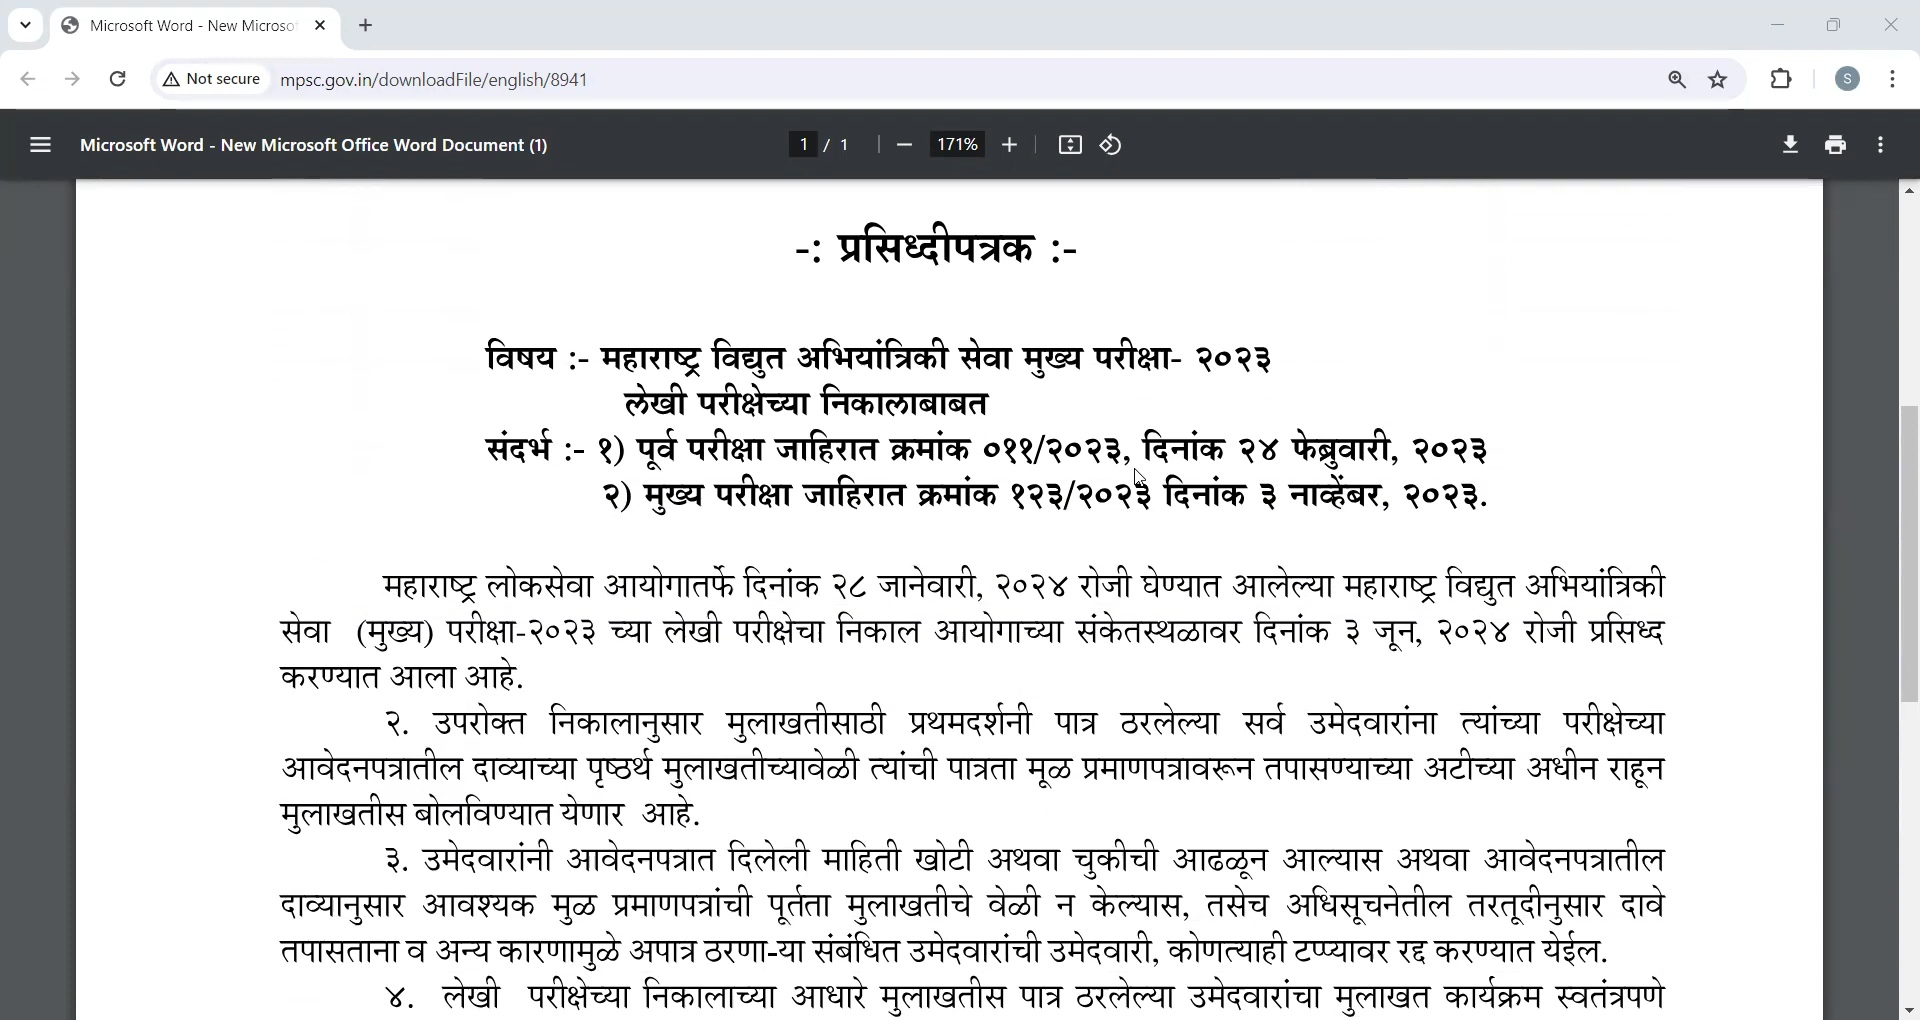 Microsoft Word - New Microso
Not secure
mpsc.gov.in/downloadFile/english/8941
S
Microsoft Word - New Microsoft Office Word Document (1)
1 / 1
171%
-: प्रसिध्दीपत्रक :-
विषय :- महाराष्ट्र विद्युत अभियांत्रिकी सेवा मुख्य परीक्षा- २०२३
लेखी परीक्षेच्या निकालाबाबत
संदर्भ :- १) पूर्व परीक्षा जाहिरात क्रमांक ०११/२०२३, दिनांक २४ फेब्रुवारी, २०२३
२) मुख्य परीक्षा जाहिरात क्रमांक १२३/२०२३ दिनांक ३ नाव्हेंबर, २०२३.
महाराष्ट्र लोकसेवा आयोगातर्फे दिनांक २८ जानेवारी, २०२४ रोजी घेण्यात आलेल्या महाराष्ट्र विद्युत अभियांत्रिकी
सेवा (मुख्य) परीक्षा-२०२३ च्या लेखी परीक्षेचा निकाल आयोगाच्या संकेतस्थळावर दिनांक ३ जून, २०२४ रोजी प्रसिध्द
करण्यात आला आहे.
२. उपरोक्त निकालानुसार मुलाखतीसाठी प्रथमदर्शनी पात्र ठरलेल्या सर्व उमेदवारांना त्यांच्या परीक्षेच्या
आवेदनपत्रातील दाव्याच्या पृष्ठर्थ मुलाखतीच्यावेळी त्यांची पात्रता मूळ प्रमाणपत्रावरून तपासण्याच्या अटीच्या अधीन राहून
मुलाखतीस बोलविण्यात येणार आहे.
३. उमेदवारांनी आवेदनपत्रात दिलेली माहिती खोटी अथवा चुकीची आढळून आल्यास अथवा आवेदनपत्रातील
दाव्यानुसार आवश्यक मुळ प्रमाणपत्रांची पूर्तता मुलाखतीचे वेळी न केल्यास, तसेच अधिसूचनेतील तरतूदीनुसार दावे
तपासताना व अन्य कारणामुळे अपात्र ठरणा-या संबंधित उमेदवारांची उमेदवारी, कोणत्याही टप्प्यावर रद्द करण्यात येईल.
४. लेखी परीक्षेच्या निकालाच्या आधारे मुलाखतीस पात्र ठरलेल्या उमेदवारांचा मुलाखत कार्यक्रम स्वतंत्रपणे